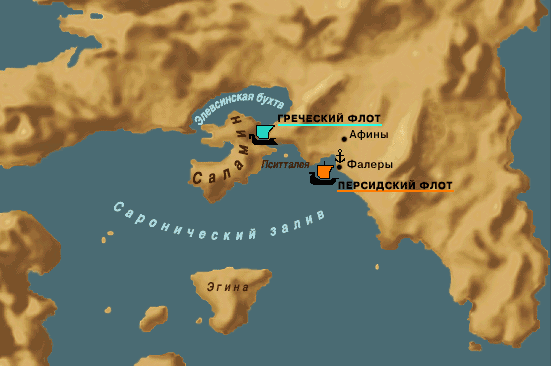 Элевсинская бухта
ГРЕЧЕСКИЙ ФЛОТ
Афины
Саламин
Пситталея
Фалеры
ПЕРСИДСКИЙ ФЛОТ
Саронический залив
Эгина